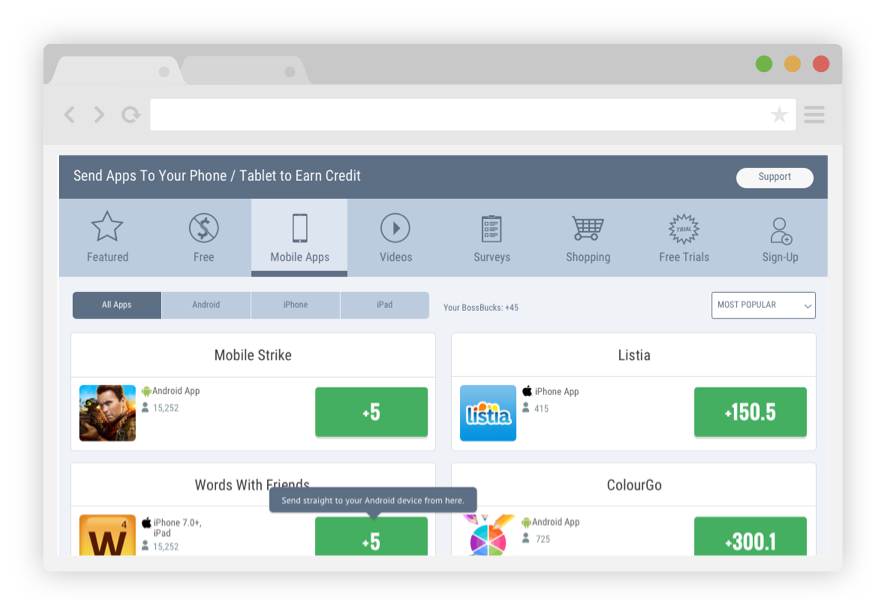 Send Apps To Your Phone / Tablet to Earn Credit
Support
Featured
Free
Mobile Apps
Videos
Surveys
TRIAL
Shopping
Free Trials
Sign-Up
All Apps
Android
iPhone
iPad
Your BossBucks: +45
MOST POPULAR
Mobile Strike
Android App
15,252
+5
Listia
listia
iPhone App
415
+150.5
Words With Friends
Send straight to your Android device from here.
W
4
iPhone 7.0+,
iPad
15,252
+5
ColourGo
Android App
725
+300.1